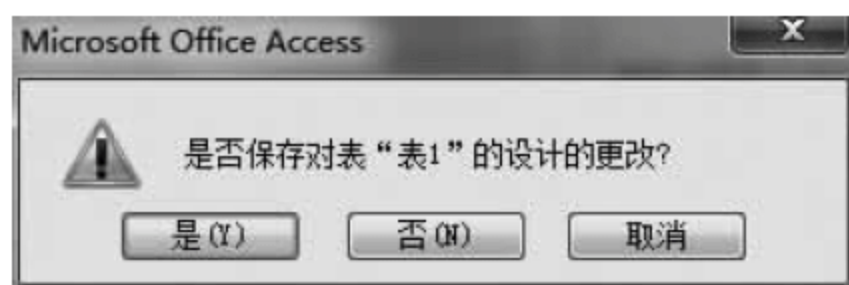 Microsoft Office Access
是否保存对表“表1”的设计的更改?
是(Y)
否(N)
取消